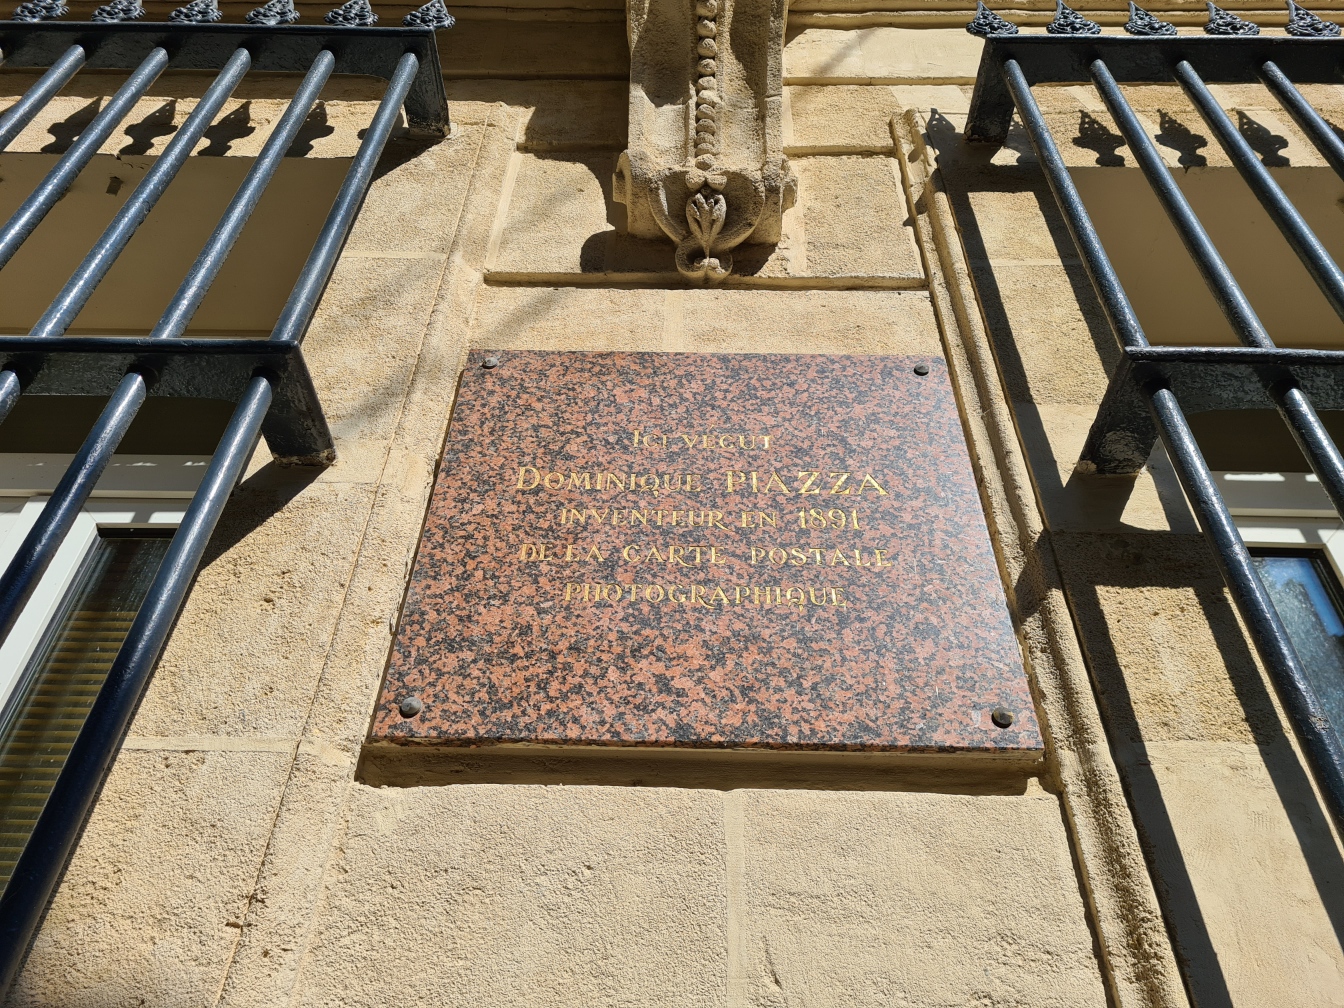 ICI VECUT
DOMINIQUE PIAZZA
INVENTEUR EN 1891
DE LA CARTE POSTALE
PHOTOGRAPHIQUE